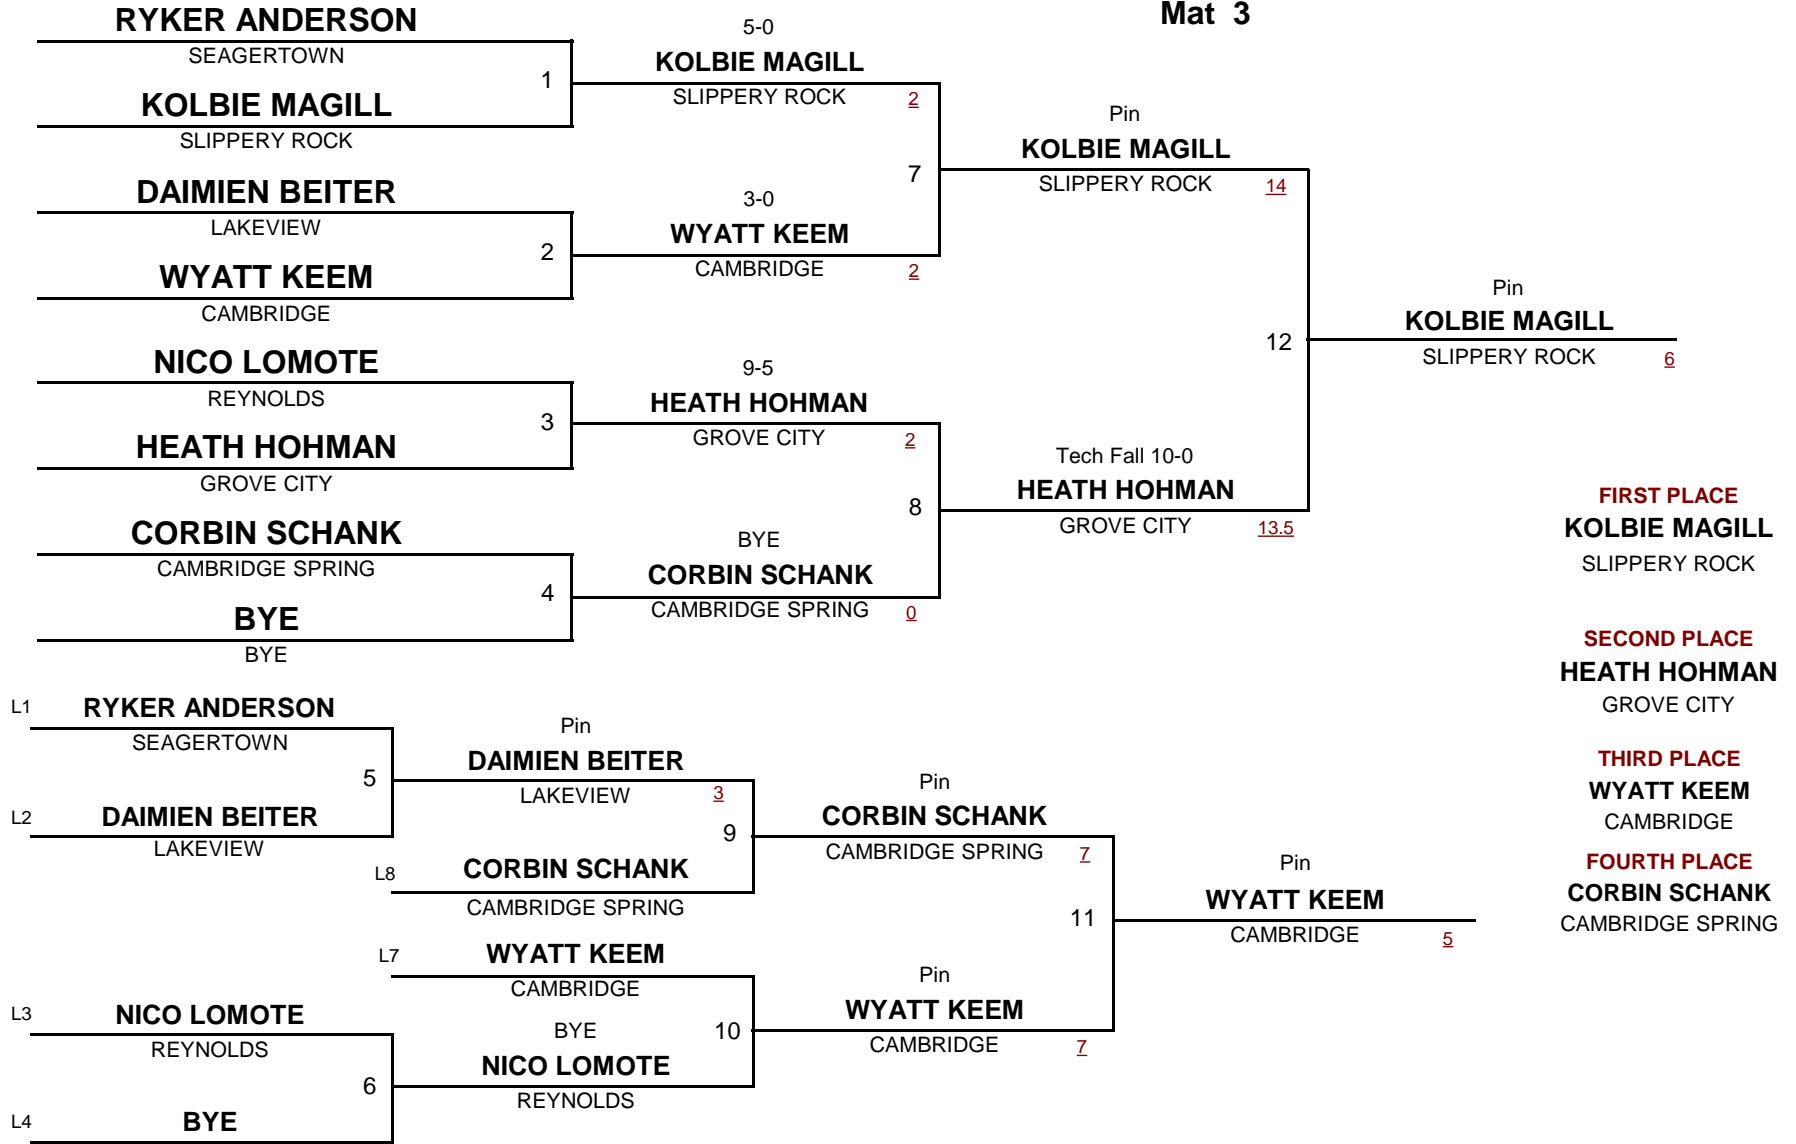 Mat 3
RYKER ANDERSON
SEAGERTOWN
1
KOLBIE MAGILL
SLIPPERY ROCK
DAIMIEN BEITER
LAKEVIEW
2
WYATT KEEM
CAMBRIDGE
NICO LOMOTE
REYNOLDS
3
HEATH HOHMAN
GROVE CITY
CORBIN SCHANK
CAMBRIDGE SPRING
4
BYE
BYE
5-0
KOLBIE MAGILL
SLIPPERY ROCK 2
7
3-0
WYATT KEEM
CAMBRIDGE 2
9-5
HEATH HOHMAN
GROVE CITY 2
8
BYE
CORBIN SCHANK
CAMBRIDGE SPRING 0
Pin
KOLBIE MAGILL
SLIPPERY ROCK 14
12
Tech Fall 10-0
HEATH HOHMAN
GROVE CITY 13.5
Pin
KOLBIE MAGILL
SLIPPERY ROCK 6
FIRST PLACE
KOLBIE MAGILL
SLIPPERY ROCK
SECOND PLACE
HEATH HOHMAN
GROVE CITY
THIRD PLACE
WYATT KEEM
CAMBRIDGE
FOURTH PLACE
CORBIN SCHANK
CAMBRIDGE SPRING
L1 RYKER ANDERSON
SEAGERTOWN
5
L2 DAIMIEN BEITER
LAKEVIEW
L3 NICO LOMOTE
REYNOLDS
6
L4 BYE
Pin
DAIMIEN BEITER
LAKEVIEW 3
9
L8 CORBIN SCHANK
CAMBRIDGE SPRING
L7 WYATT KEEM
CAMBRIDGE
BYE 10
NICO LOMOTE
REYNOLDS
Pin
CORBIN SCHANK
CAMBRIDGE SPRING 7
11
Pin
WYATT KEEM
CAMBRIDGE 7
Pin
WYATT KEEM
CAMBRIDGE 5